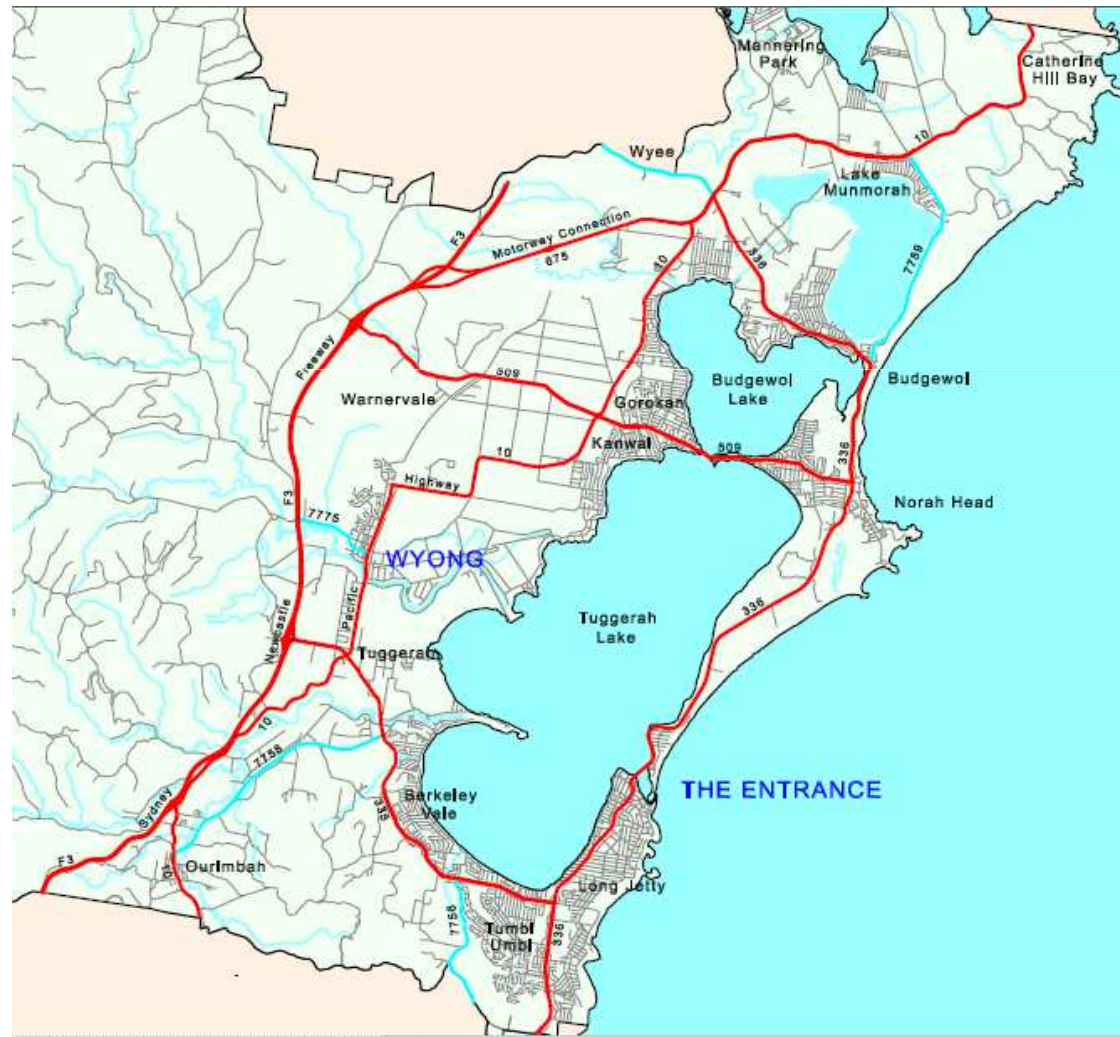 Mannering
Park
Catherine
Hill Bay
10
Wyee
Lake
Munmorah
F3
Motorway Connection
675
10
336
7789
Freeway
509
Warnervale
Budgewoi
Lake
Budgewoi
Gorokan
Kanwal
10
509
336
Highway
F3
7775
Norah Head
WYONG
Pacific
Newcastle
Tuggerah
Lake
336
Tuggerah
10
7758
THE ENTRANCE
Sydney
Berkeley
Vale
336
F3
Ourimbah
10
Long Jetty
7758
Tumbi
Umbi
336